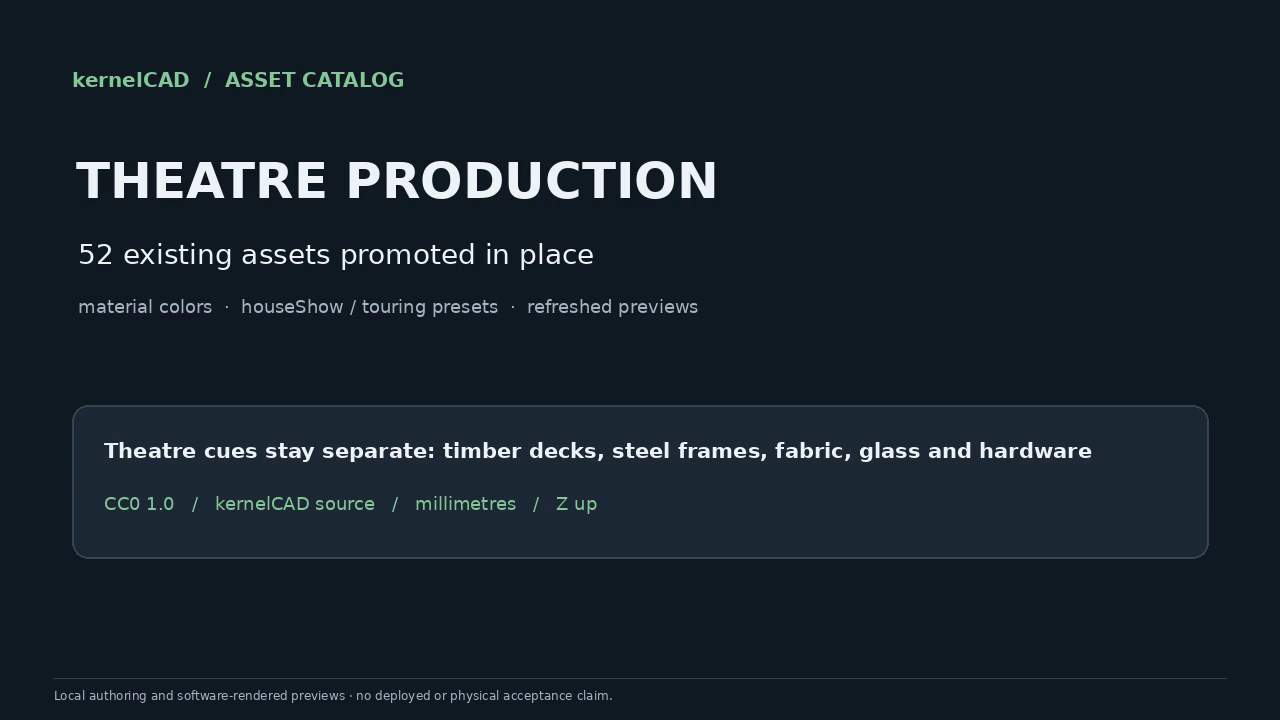 kernelCAD / ASSET CATALOG
THEATRE PRODUCTION
52 existing assets promoted in place
material colors · houseShow / touring presets · refreshed previews
Theatre cues stay separate: timber decks, steel frames, fabric, glass and hardware
CC0 1.0 / kernelCAD source / millimetres / Z up
Local authoring and software-rendered previews · no deployed or physical acceptance claim.